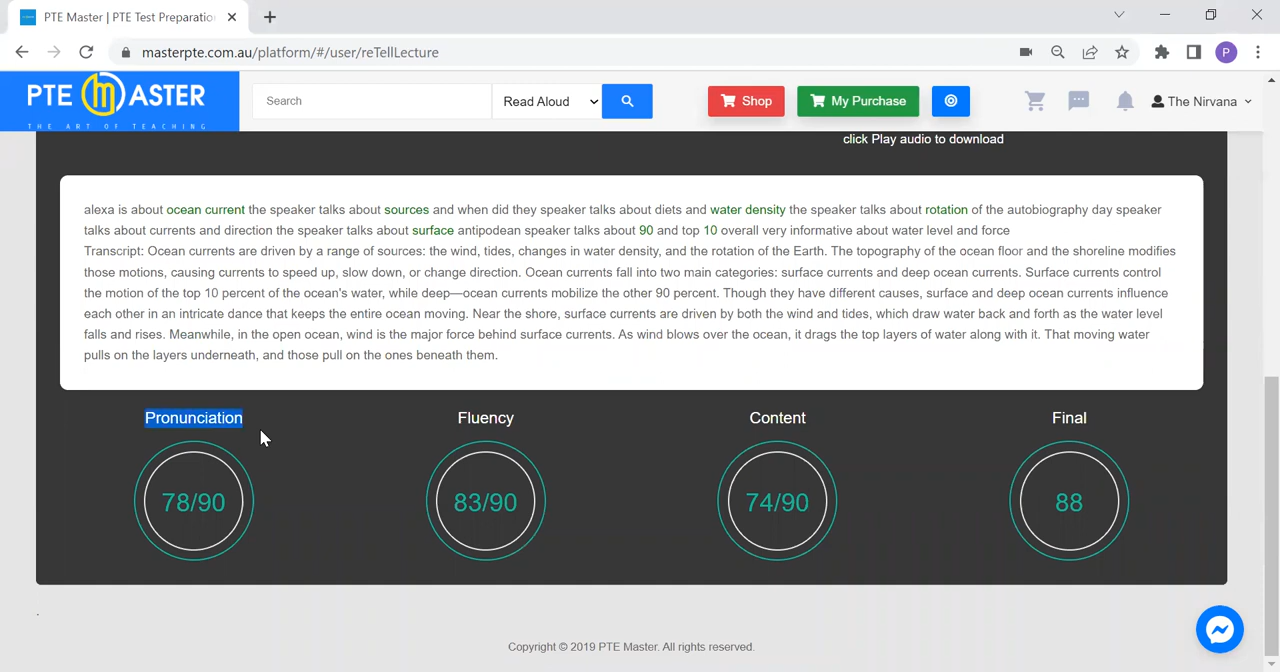 PTE Master | PTE Test Preparatio
masterpte.com.au/platform/#/user/reTellLecture
P
PTE MASTER
THE ART OF TEACHING
Search
Read Aloud
Shop
My Purchase
The Nirvana
click Play audio to download
alexa is about ocean current the speaker talks about sources and when did they speaker talks about diets and water density the speaker talks about rotation of the autobiography day speaker
talks about currents and direction the speaker talks about surface antipodean speaker talks about 90 and top 10 overall very informative about water level and force
Transcript: Ocean currents are driven by a range of sources: the wind, tides, changes in water density, and the rotation of the Earth. The topography of the ocean floor and the shoreline modifies
those motions, causing currents to speed up, slow down, or change direction. Ocean currents fall into two main categories: surface currents and deep ocean currents. Surface currents control
the motion of the top 10 percent of the ocean's water, while deep—ocean currents mobilize the other 90 percent. Though they have different causes, surface and deep ocean currents influence
each other in an intricate dance that keeps the entire ocean moving. Near the shore, surface currents are driven by both the wind and tides, which draw water back and forth as the water level
falls and rises. Meanwhile, in the open ocean, wind is the major force behind surface currents. As wind blows over the ocean, it drags the top layers of water along with it. That moving water
pulls on the layers underneath, and those pull on the ones beneath them.
Pronunciation
Fluency
Content
Final
78/90
83/90
74/90
88
.
Copyright © 2019 PTE Master. All rights reserved.